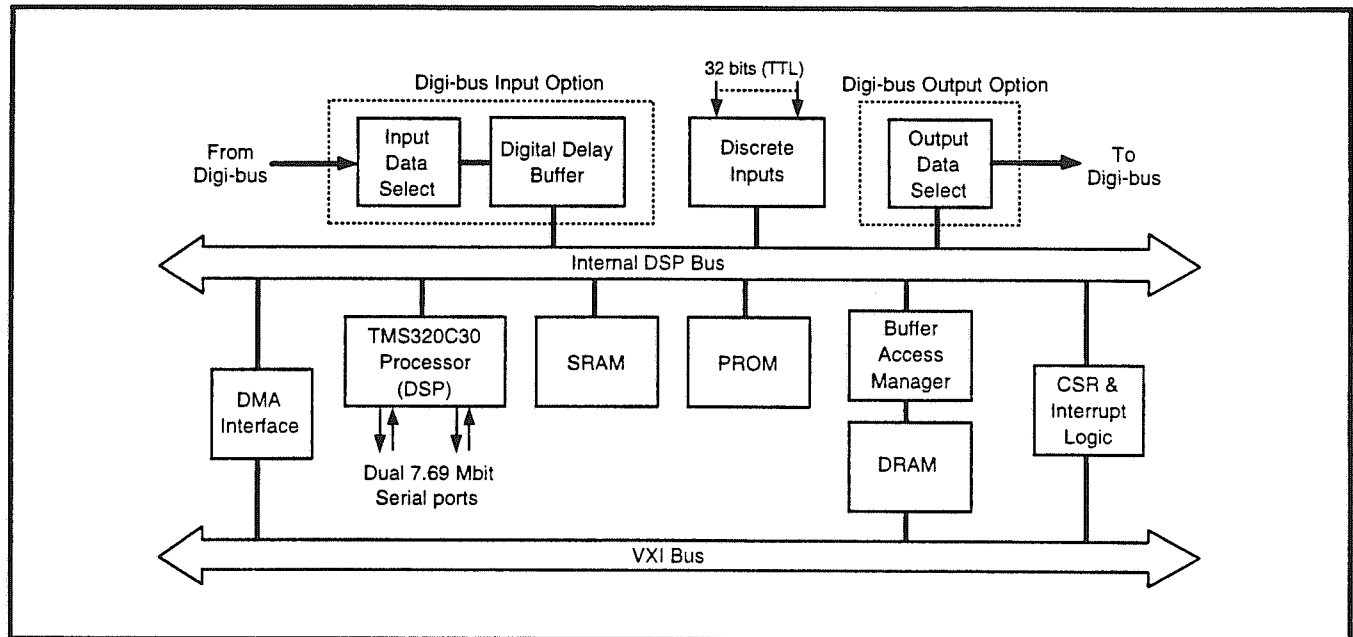 32 bits (TTL)
Digi-bus Input Option
Digi-bus Output Option
From
Digi-bus
Input
Data
Select
Digital Delay
Buffer
Discrete
Inputs
Output
Data
Select
To
Digi-bus
Internal DSP Bus
DMA
Interface
TMS320C30
Processor
(DSP)
Dual 7.69 Mbit
Serial ports
SRAM
PROM
Buffer
Access
Manager
DRAM
CSR &
Interrupt
Logic
VXI Bus